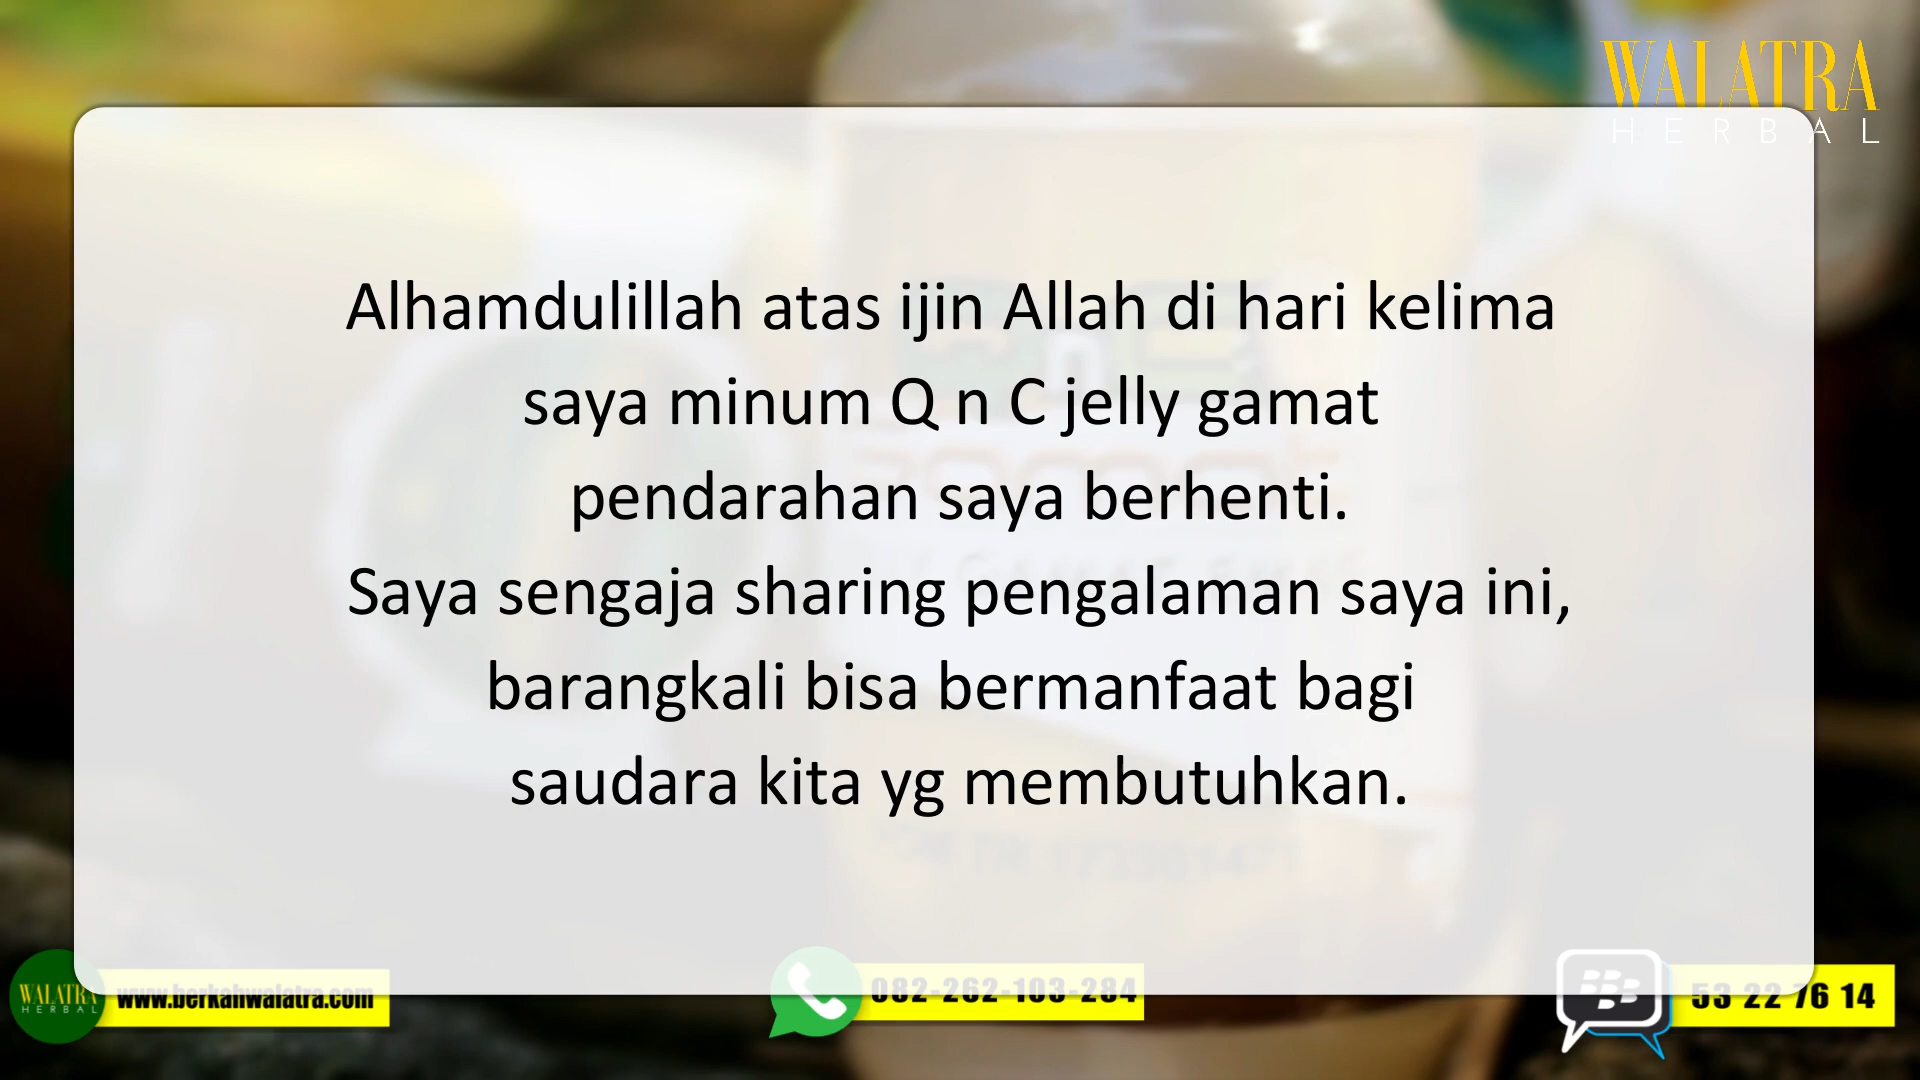 WALATRA
HERBAL
Alhamdulillah atas ijin Allah di hari kelima
saya minum Q n C jelly gamat
pendarahan saya berhenti.
Saya sengaja sharing pengalaman saya ini,
barangkali bisa bermanfaat bagi
saudara kita yg membutuhkan.
WALATRA
HERBAL
www.berkahwalatra.com
082-262-103-284
53 22 76 14